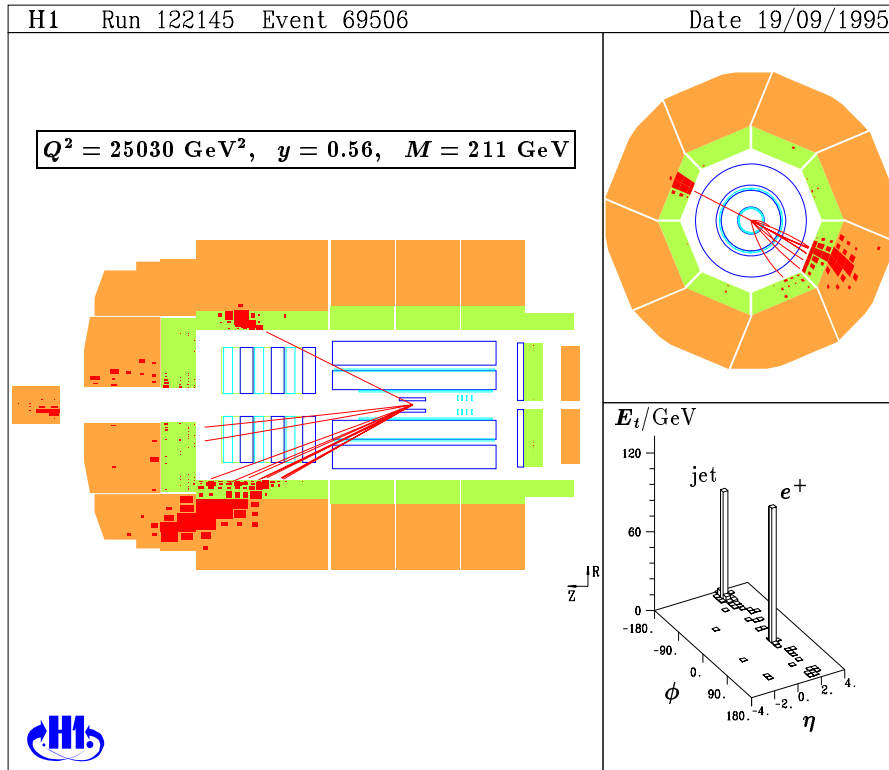 H1 Run 122145 Event 69506 Date 19/09/1995
Q² = 25030 GeV², y = 0.56, M = 211 GeV
R
Z
Eₜ/GeV
120
60
0
jet
e⁺
-180.
-90.
0.
90.
180.
ϕ
-4.
-2.
0.
2.
4.
η
H1